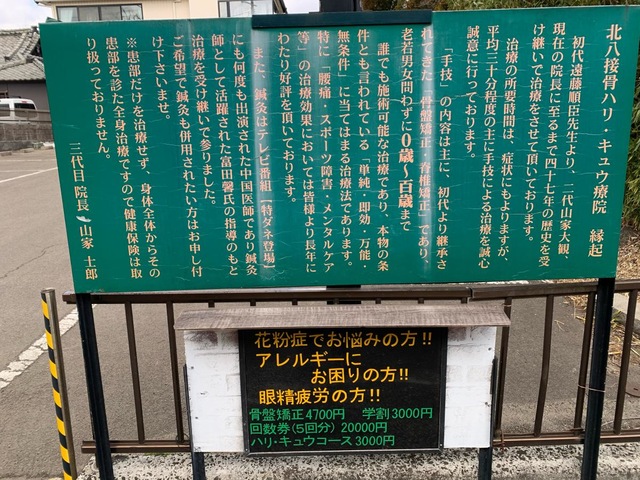 北八接骨ハリ・キュウ療院　縁起
初代遠藤順臣先生より、二代山家大観、
現在の院長に至るまで四十七年の歴史を受
け継いで治療をさせて頂いております。
治療の所要時間は、症状にもよりますが、
平均三十分程度の主に手技による治療を誠心
誠意に行っております。
「手技」の内容は主に、初代より継承さ
れてきた「骨盤矯正・脊椎矯正」であり、
老若男女問わずに0歳～百歳まで
誰でも施術可能な治療であり、本物の条
件とも言われている「単純・即効・万能・
無条件」に当てはまる治療法であります。
特に「腰痛・スポーツ障害・メンタルケア
等」の治療効果においては皆様より長年に
わたり好評を頂いております。
また、鍼灸はテレビ番組（特ダネ登場）
にも何度も出演された中国医師であり鍼灸
師として活躍された富田馨氏の指導のもと
治療を受け継いで参りました。
ご希望で鍼灸も併用されたい方はお申し付
け下さいませ。
※患部だけを治療せず、身体全体からその
患部を診た全身治療ですので健康保険は取
り扱っておりません。
三代目 院長 山家 士郎
花粉症でお悩みの方!!
アレルギーに
お困りの方!!
眼精疲労の方!!
骨盤矯正4700円 学割3000円
回数券(5回分) 20000円
ハリ・キュウコース3000円